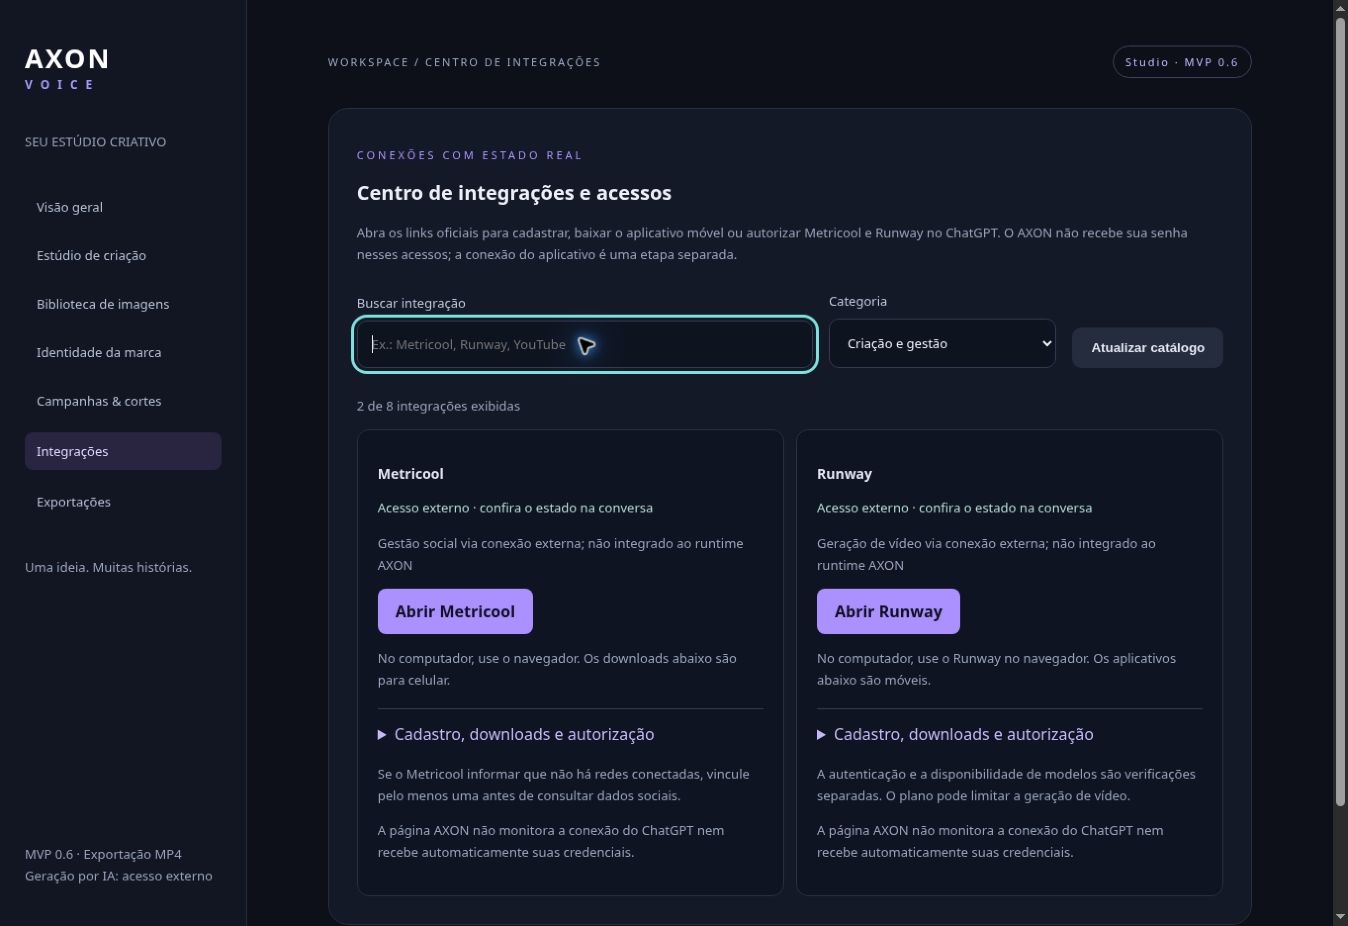 AXON
VOICE
SEU ESTÚDIO CRIATIVO
Visão geral
Estúdio de criação
Biblioteca de imagens
Identidade da marca
Campanhas & cortes
Integrações
Exportações
Uma ideia. Muitas histórias.
MVP 0.6 · Exportação MP4
Geração por IA: acesso externo
WORKSPACE / CENTRO DE INTEGRAÇÕES
Studio · MVP 0.6
CONEXÕES COM ESTADO REAL
Centro de integrações e acessos
Abra os links oficiais para cadastrar, baixar o aplicativo móvel ou autorizar Metricool e Runway no ChatGPT. O AXON não recebe sua senha
nesses acessos; a conexão do aplicativo é uma etapa separada.
Buscar integração
Ex.: Metricool, Runway, YouTube
Categoria
Criação e gestão
Atualizar catálogo
2 de 8 integrações exibidas
Metricool
Acesso externo · confira o estado na conversa
Gestão social via conexão externa; não integrado ao runtime
AXON
Abrir Metricool
No computador, use o navegador. Os downloads abaixo são
para celular.
Cadastro, downloads e autorização
Se o Metricool informar que não há redes conectadas, vincule
pelo menos uma antes de consultar dados sociais.
A página AXON não monitora a conexão do ChatGPT nem
recebe automaticamente suas credenciais.
Runway
Acesso externo · confira o estado na conversa
Geração de vídeo via conexão externa; não integrado ao
runtime AXON
Abrir Runway
No computador, use o Runway no navegador. Os aplicativos
abaixo são móveis.
Cadastro, downloads e autorização
A autenticação e a disponibilidade de modelos são verificações
separadas. O plano pode limitar a geração de vídeo.
A página AXON não monitora a conexão do ChatGPT nem
recebe automaticamente suas credenciais.